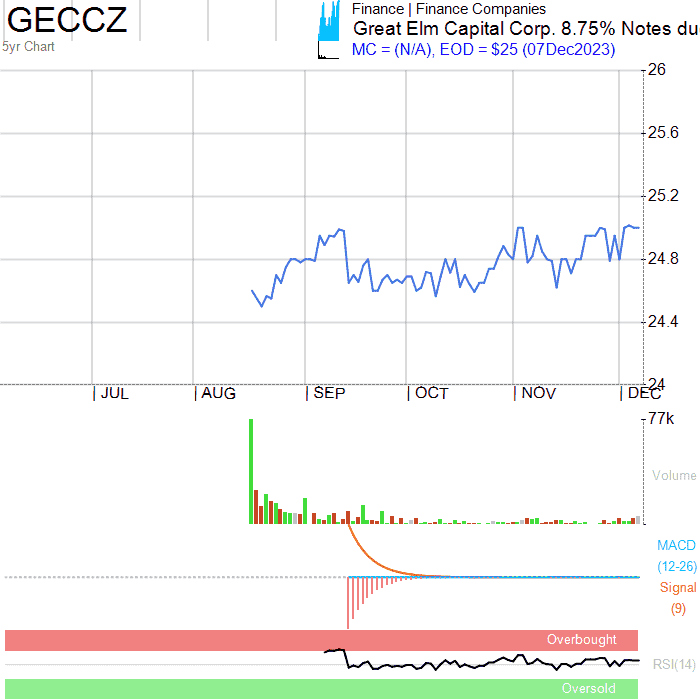 GECCZ
5yr Chart
Finance | Finance Companies
Great Elm Capital Corp. 8.75% Notes du
MC = (N/A), EOD = $25 (07Dec2023)
26
25.6
25.2
24.8
24.4
24
JUL AUG SEP OCT NOV DEC
77k
Volume
MACD
(12-26)
Signal
(9)
Overbought
RSI(14)
Oversold